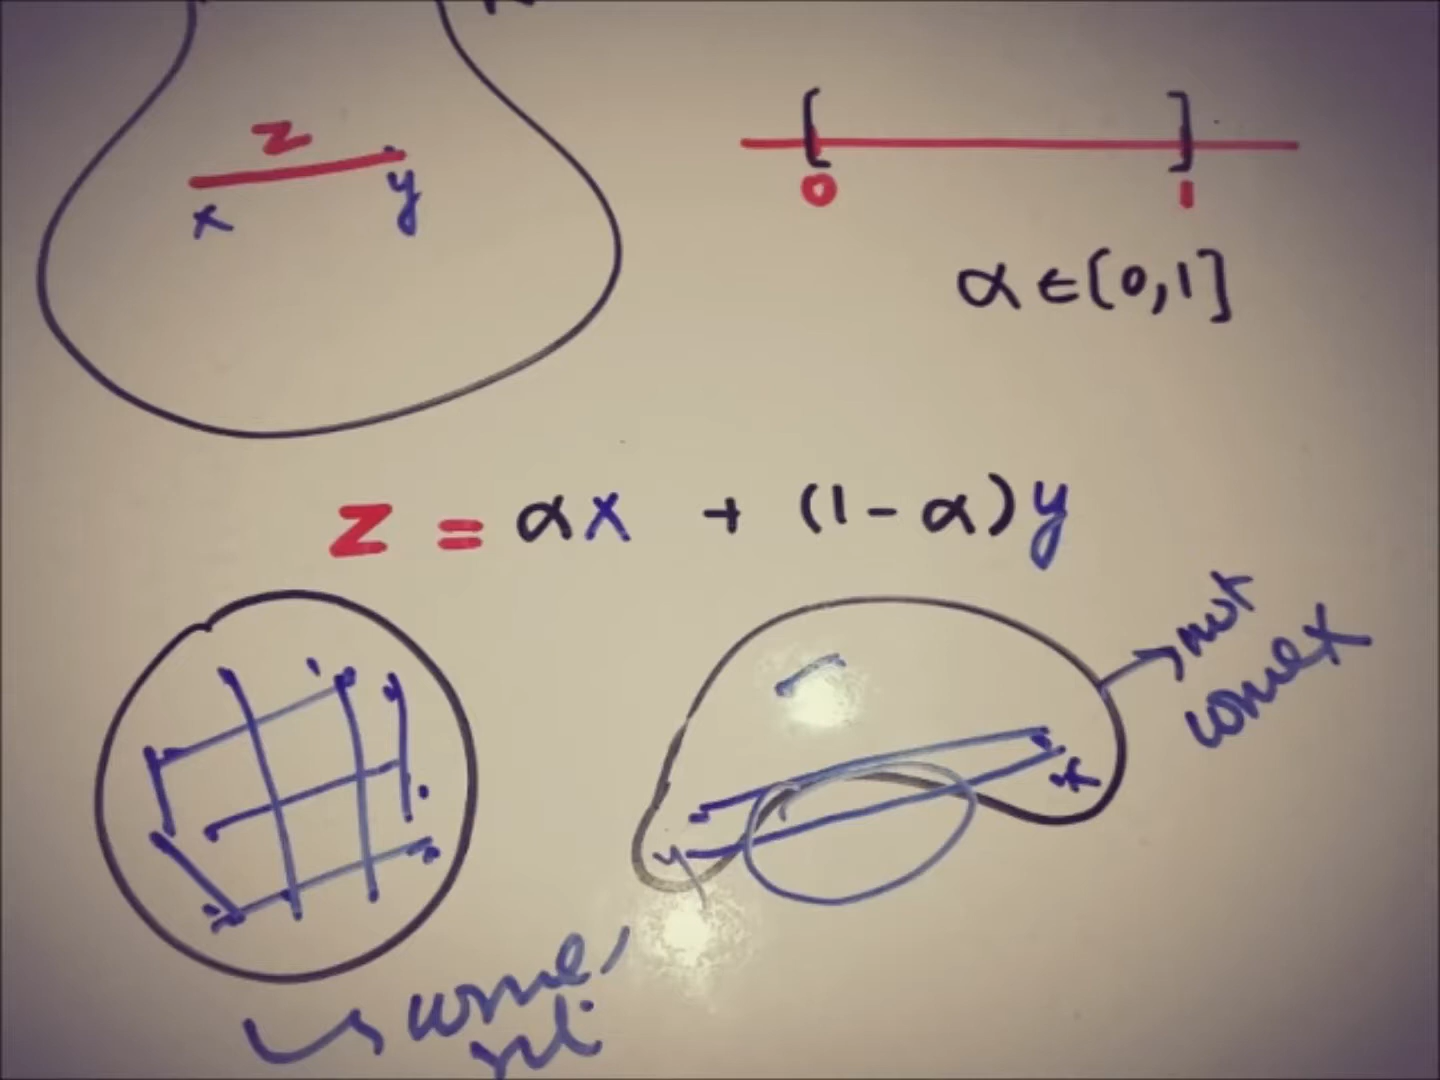 z
x y
[ ]
0 1
α ∈ [0,1]
z = αx + (1-α)y
not
convex
x
y
convex